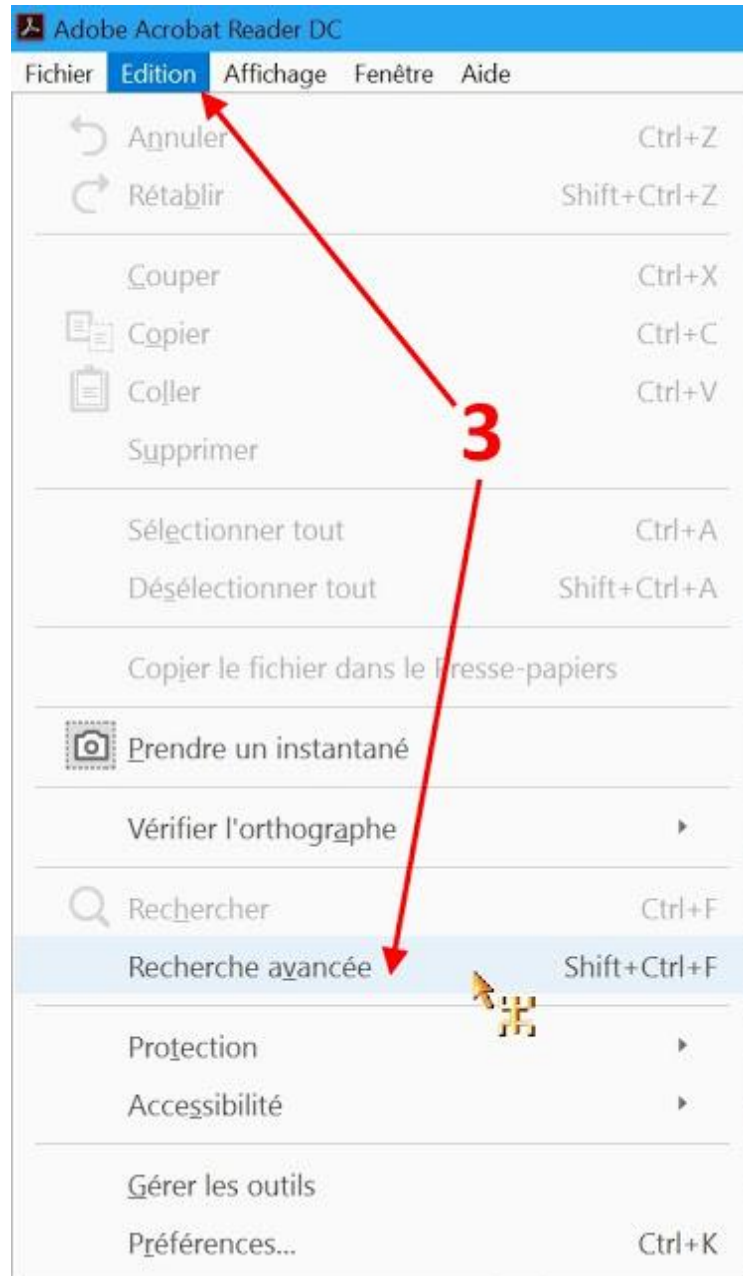 Adobe Acrobat Reader DC
Fichier Edition Affichage Fenêtre Aide
Annuler Ctrl+Z
Rétablir Shift+Ctrl+Z
Couper Ctrl+X
Copier Ctrl+C
Coller Ctrl+V
Supprimer
3
Sélectionner tout Ctrl+A
Désélectionner tout Shift+Ctrl+A
Copier le fichier dans le Presse-papiers
Prendre un instantané
Vérifier l'orthographe
Rechercher Ctrl+F
Recherche avancée Shift+Ctrl+F
Protection
Accessibilité
Gérer les outils
Préférences... Ctrl+K